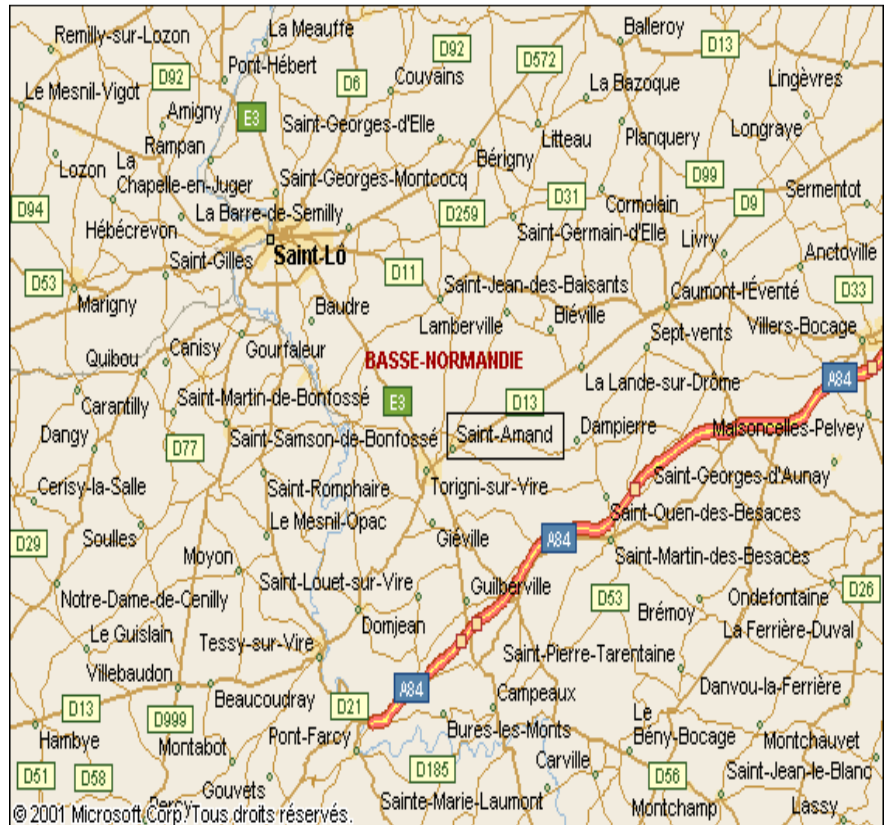 La Meauffe
Balleroy
D92
D13
Remilly-sur-Lozon
D572
D92
Pont-Hébert
D6
Couvains
Lingèvres
Le Mesnil-Vigot
La Bazoque
Amigny
E3
Saint-Georges-d'Elle
Litteau
Planquery
Longraye
Rampan
Bérigny
Lozon
La
Chapelle-en-Juger
Saint-Georges-Montcocq
D99
D31
Sermentot
D94
La Barre-de-Semilly
D259
Cormolain
D9
Hébécrevon
Saint-Germain-d'Elle
Livry
Saint-Lô
Anctoville
D53
Saint-Gilles
D11
Saint-Jean-des-Baisants
Caumont-l'Éventé
D33
Marigny
Baudre
Lamberville
Biéville
Villers-Bocage
Quibou
Canisy
Gourfaleur
Sept-vents
BASSE-NORMANDIE
La Lande-sur-Drôme
A84
Carantilly
Saint-Martin-de-Bonfossé
E3
D13
Dangy
D77
Saint-Samson-de-Bonfossé
Saint-Amand
Dampierre
Maisoncelles-Pelvey
Cerisy-la-Salle
Saint-Romphaire
Torigni-sur-Vire
Saint-Georges-d'Aunay
Soulles
Le Mesnil-Opac
Saint-Ouen-des-Besaces
D29
Giéville
A84
Moyon
Saint-Martin-des-Besaces
Saint-Louet-sur-Vire
Guilberville
D53
Ondefontaine
D26
Notre-Dame-de-Cenilly
Domjean
Brémoy
Le Guislain
Tessy-sur-Vire
La Ferrière-Duval
Villebaudon
Saint-Pierre-Tarentaine
A84
Beaucoudray
Campeaux
Danvou-la-Ferrière
D13
D999
D21
Bures-les-Monts
Le
Bény-Bocage
Montchauvet
Hambye
Montabot
Pont-Farcy
D51
D58
Gouvets
D185
Carville
D56
Saint-Jean-le-Blanc
Percy
Sainte-Marie-Laumont
Montchamp
Lassy
© 2001 Microsoft Corp. Tous droits réservés.